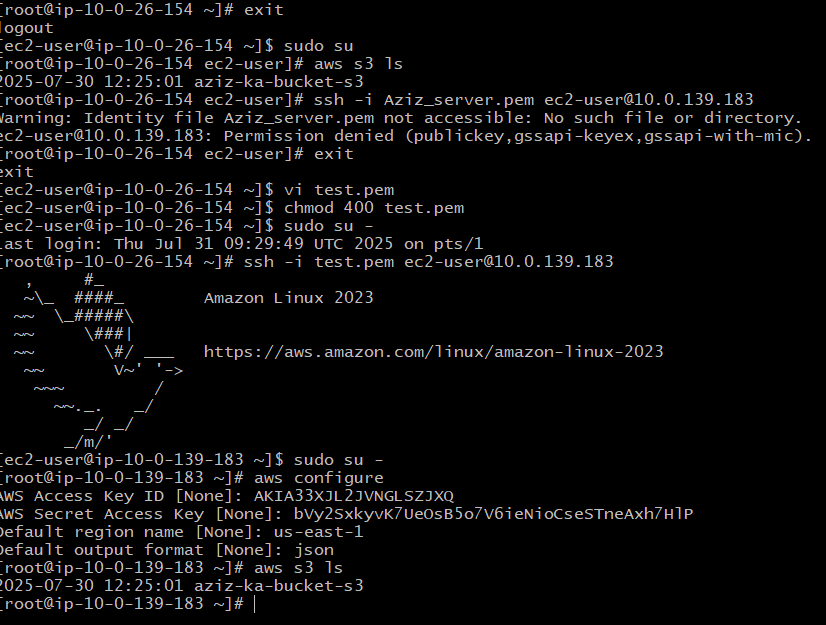 [root@ip-10-0-26-154 ~]# exit
logout
[ec2-user@ip-10-0-26-154 ~]$ sudo su
[root@ip-10-0-26-154 ec2-user]# aws s3 ls
2025-07-30 12:25:01 aziz-ka-bucket-s3
[root@ip-10-0-26-154 ec2-user]# ssh -i Aziz_server.pem ec2-user@10.0.139.183
Warning: Identity file Aziz_server.pem not accessible: No such file or directory.
ec2-user@10.0.139.183: Permission denied (publickey,gssapi-keyex,gssapi-with-mic).
[root@ip-10-0-26-154 ec2-user]# exit
exit
[ec2-user@ip-10-0-26-154 ~]$ vi test.pem
[ec2-user@ip-10-0-26-154 ~]$ chmod 400 test.pem
[ec2-user@ip-10-0-26-154 ~]$ sudo su -
Last login: Thu Jul 31 09:29:49 UTC 2025 on pts/1
[root@ip-10-0-26-154 ~]# ssh -i test.pem ec2-user@10.0.139.183
   ,     #_
   ~\_  ####_        Amazon Linux 2023
  ~~  \_#####\
  ~~     \###|
  ~~       \#/ ___   https://aws.amazon.com/linux/amazon-linux-2023
   ~~       V~' '->
    ~~~         /
      ~~._.   _/
         _/ _/
       _/m/'
[ec2-user@ip-10-0-139-183 ~]$ sudo su -
[root@ip-10-0-139-183 ~]# aws configure
AWS Access Key ID [None]: AKIA33XJL2JVNGLSZJXQ
AWS Secret Access Key [None]: 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
Default region name [None]: us-east-1
Default output format [None]: json
[root@ip-10-0-139-183 ~]# aws s3 ls
2025-07-30 12:25:01 aziz-ka-bucket-s3
[root@ip-10-0-139-183 ~]#